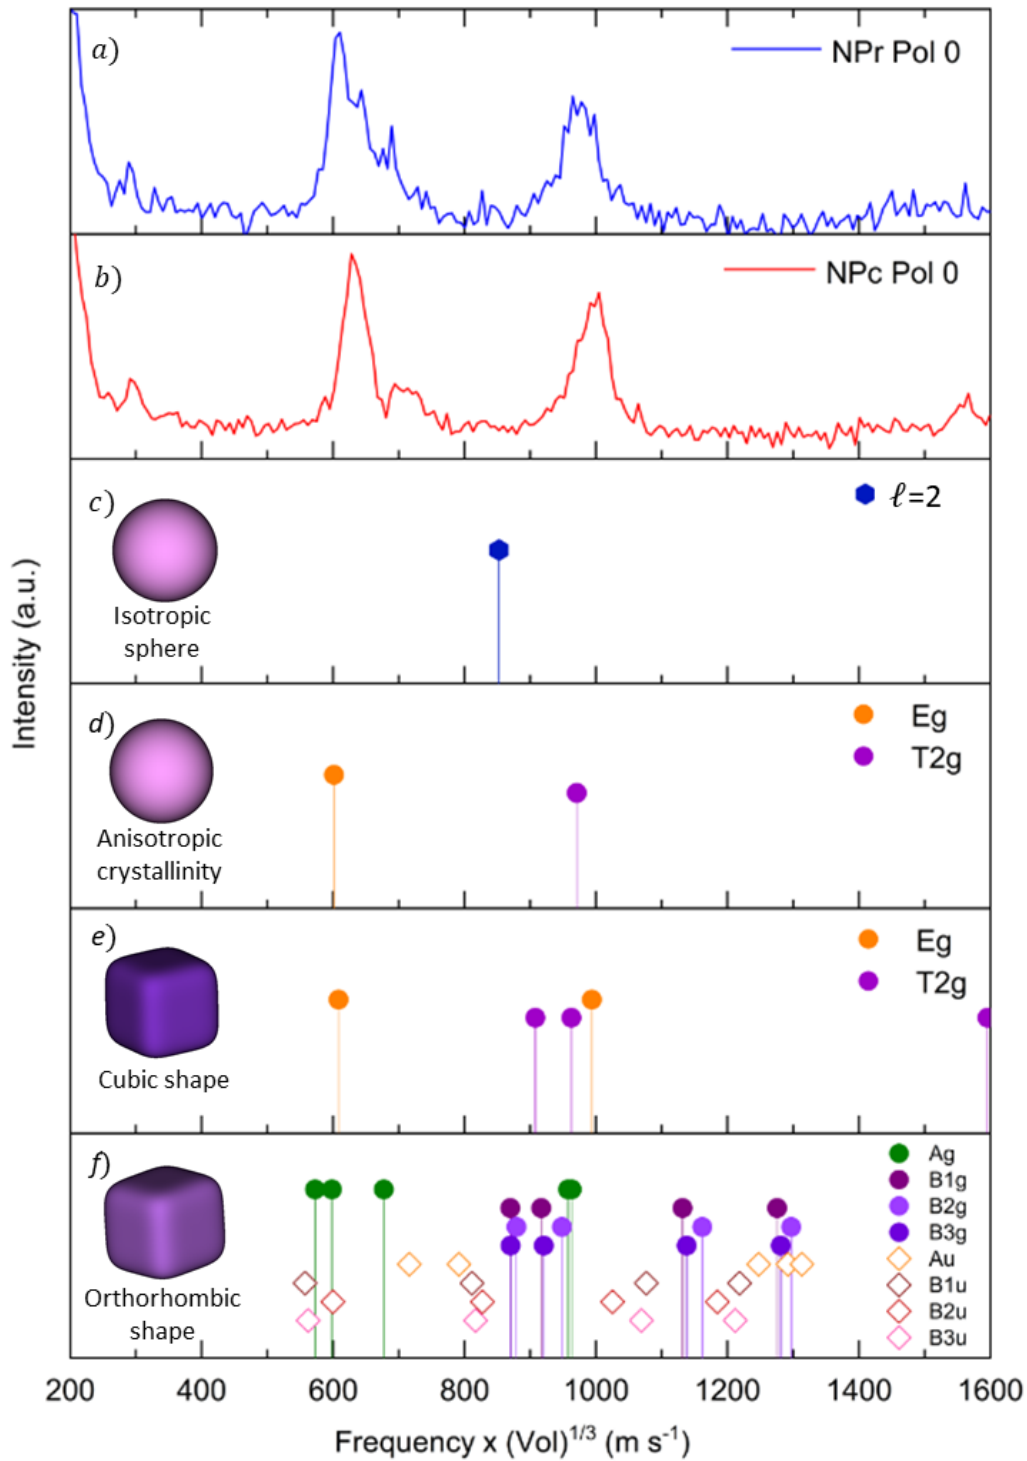 a)
NPr Pol 0
b)
NPc Pol 0
c)
ℓ=2
Isotropic
sphere
d)
Eg
T2g
Anisotropic
crystallinity
e)
Eg
T2g
Cubic shape
f)
Ag
B1g
B2g
B3g
Au
B1u
B2u
B3u
Orthorhombic
shape
Intensity (a.u.)
200 400 600 800 1000 1200 1400 1600
Frequency x (Vol)^1/3 (m s^-1)